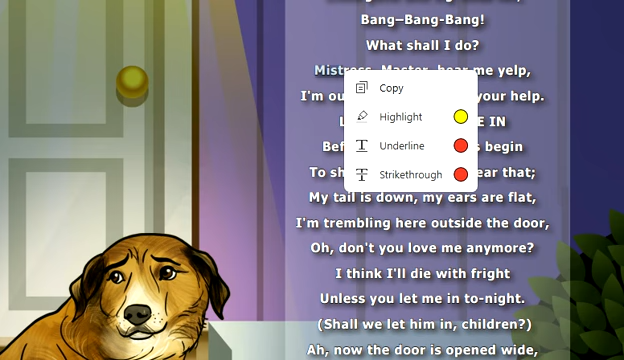 Bang–Bang-Bang!
What shall I do?
Mistress, Master, hear me yelp,
I'm ou your help.
L E IN
Bef s begin
To sh ear that;
My tail is down, my ears are flat,
I'm trembling here outside the door,
Oh, don't you love me anymore?
I think I'll die with fright
Unless you let me in to-night.
(Shall we let him in, children?)
Ah, now the door is opened wide,
Copy
Highlight
Underline
Strikethrough